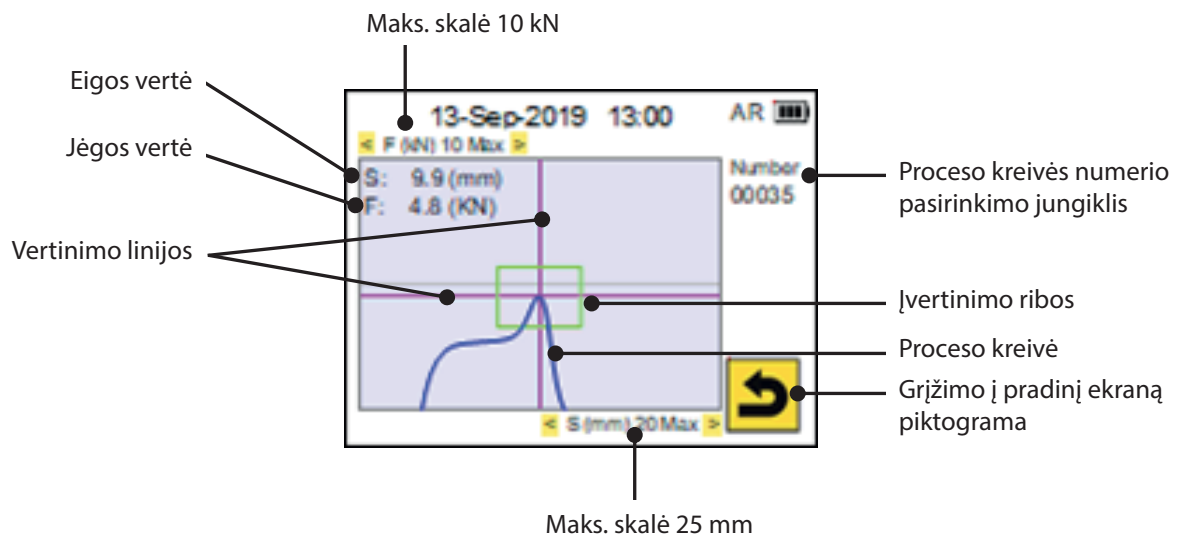 Maks. skalė 10 kN
Eigos vertė
Jėgos vertė
Vertinimo linijos
13-Sep-2019 13:00 AR
< F (kN) 10 Max >
S: 9.9 (mm)
F: 4.8 (KN)
Number
00035
< S (mm) 20 Max >
Proceso kreivės numerio
pasirinkimo jungiklis
Įvertinimo ribos
Proceso kreivė
Grįžimo į pradinį ekraną
piktograma
Maks. skalė 25 mm